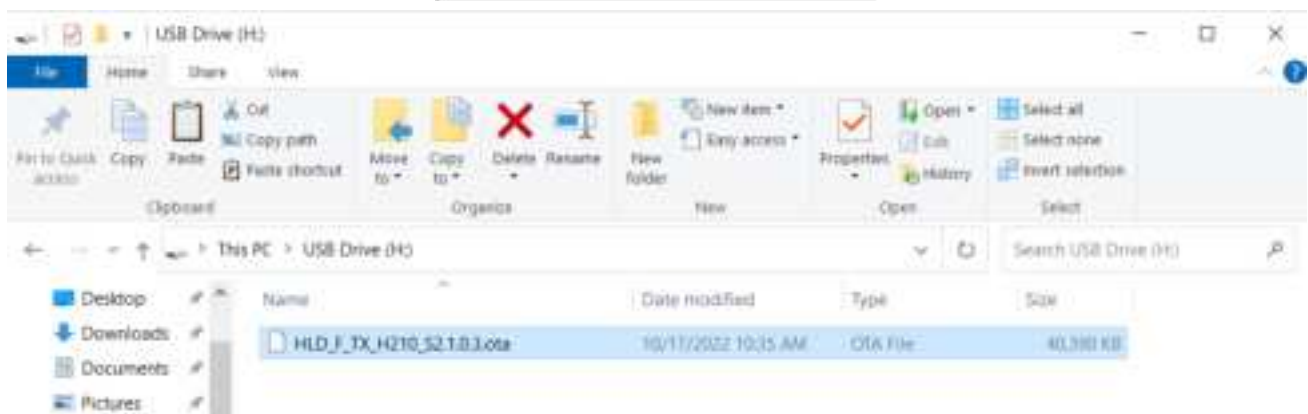 USB Drive (H:)
File Home Share View
Pin to Quick access
Copy
Paste
Cut
Copy path
Paste shortcut
Move to
Copy to
Delete
Rename
New folder
New item
Easy access
Properties
Open
Edit
History
Select all
Select none
Invert selection
Clipboard Organize New Open Select
This PC > USB Drive (H:) Search USB Drive (H:)
Desktop Name Date modified Type Size
Downloads HLD_F_TX_H210_S2.1.0.3.ota 10/17/2022 10:35 AM OTA File
Documents
Pictures